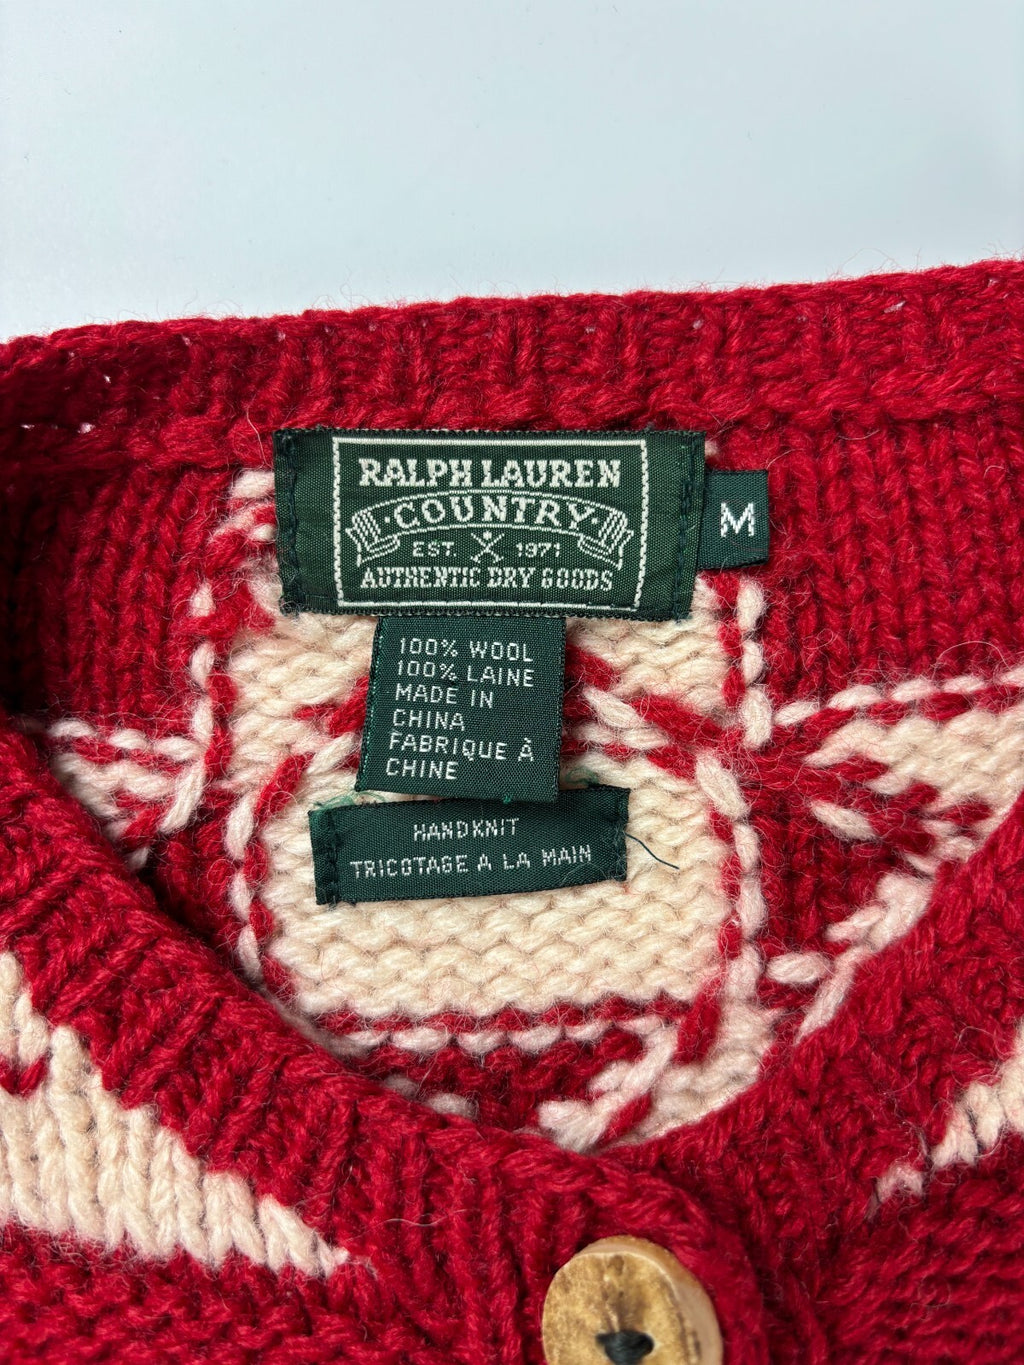 RALPH LAUREN
·COUNTRY·
EST. 1971
AUTHENTIC DRY GOODS
M
100% WOOL
100% LAINE
MADE IN
CHINA
FABRIQUE À
CHINE
HANDKNIT
TRICOTAGE A LA MAIN